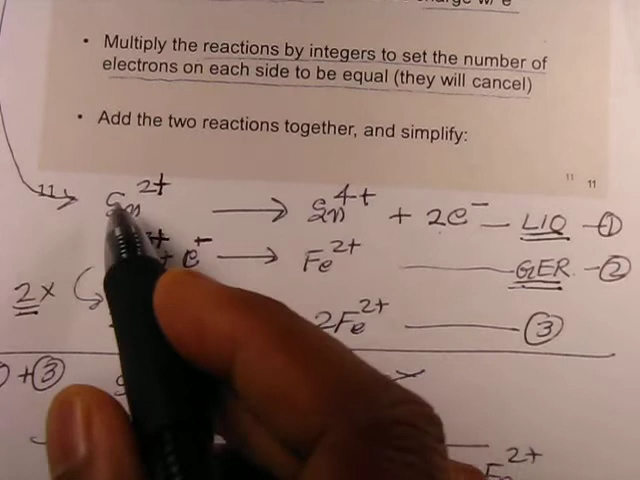 • Multiply the reactions by integers to set the number of
electrons on each side to be equal (they will cancel)
• Add the two reactions together, and simplify:
11 11
Sn²⁺ → Sn⁴⁺ + 2e⁻ — LIO — ①
+ e⁻ → Fe²⁺ — GER — ②
2x 2Fe²⁺ — ③
+ ③
Fe²⁺